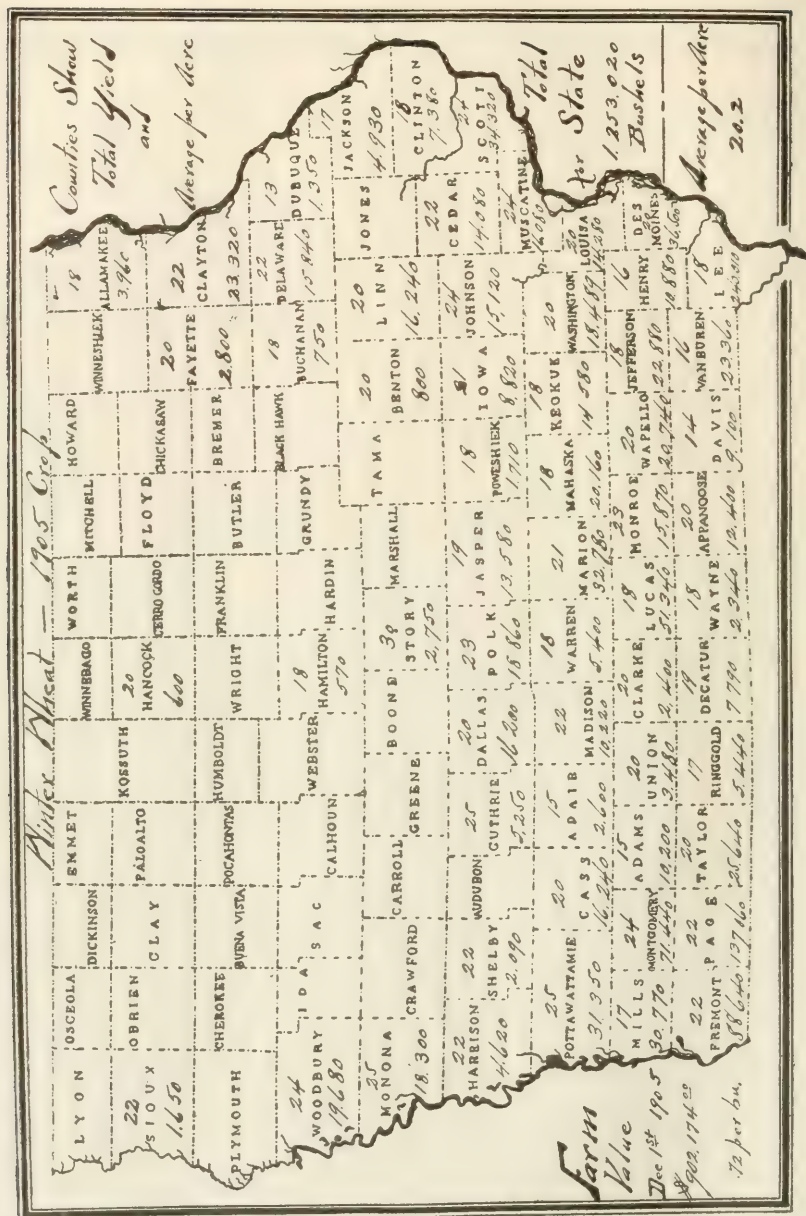 Winter Wheat — 1905 Crop
Counties Show
Total Yield
and
Average per Acre
LYON
OSCEOLA
DICKINSON
EMMET
WINNEBAGO
WORTH
MITCHELL
HOWARD
WINNESHIEK
18
ALLAMAKEE
3,960
22
SIOUX
1,650
OBRIEN
CLAY
PALOALTO
KOSSUTH
20
HANCOCK
600
CERRO GORDO
FLOYD
CHICKASAW
20
FAYETTE
2,800
22
CLAYTON
23,320
PLYMOUTH
CHEROKEE
BUENA VISTA
POCAHONTAS
HUMBOLDT
WRIGHT
FRANKLIN
BUTLER
BREMER
24
WOODBURY
19,680
IDA
SAC
CALHOUN
WEBSTER
18
HAMILTON
570
HARDIN
GRUNDY
BLACK HAWK
18
BUCHANAN
750
22
DELAWARE
15,840
13
DUBUQUE
1,350
25
MONONA
18,300
CRAWFORD
CARROLL
GREENE
BOONE
30
STORY
2,750
MARSHALL
TAMA
20
BENTON
800
20
LINN
16,240
JONES
17
JACKSON
4,930
22
HARRISON
4,620
22
SHELBY
2,090
AUDUBON
25
GUTHRIE
5,250
20
DALLAS
16,200
23
POLK
18,860
19
JASPER
13,580
18
POWESHIEK
1,710
IOWA
8,820
24
JOHNSON
15,120
22
CEDAR
14,080
18
CLINTON
7,380
24
SCOTT
34,320
25
POTTAWATTAMIE
31,350
20
CASS
16,240
15
ADAIR
2,600
22
MADISON
10,220
18
WARREN
5,400
21
MARION
32,780
18
MAHASKA
20,160
18
KEOKUK
14,580
20
WASHINGTON
18,489
24
MUSCATINE
20
LOUISA
14,280
17
MILLS
30,770
24
MONTGOMERY
71,440
15
ADAMS
10,200
20
UNION
3,480
20
CLARKE
2,400
18
LUCAS
51,340
23
MONROE
15,870
20
WAPELLO
20,740
18
JEFFERSON
22,880
16
HENRY
10,880
DES MOINES
36,500
22
FREMONT
58,640
22
PAGE
137,160
20
TAYLOR
25,640
17
RINGGOLD
5,440
19
DECATUR
7,790
18
WAYNE
2,340
20
APPANOOSE
12,400
14
DAVIS
9,100
16
VAN BUREN
23,360
18
LEE
Total
for State
1,253,020
Bushels
Average per Acre
20.2
Farm
Value
Dec 1st 1905
$902,174.00
.72 per bu.